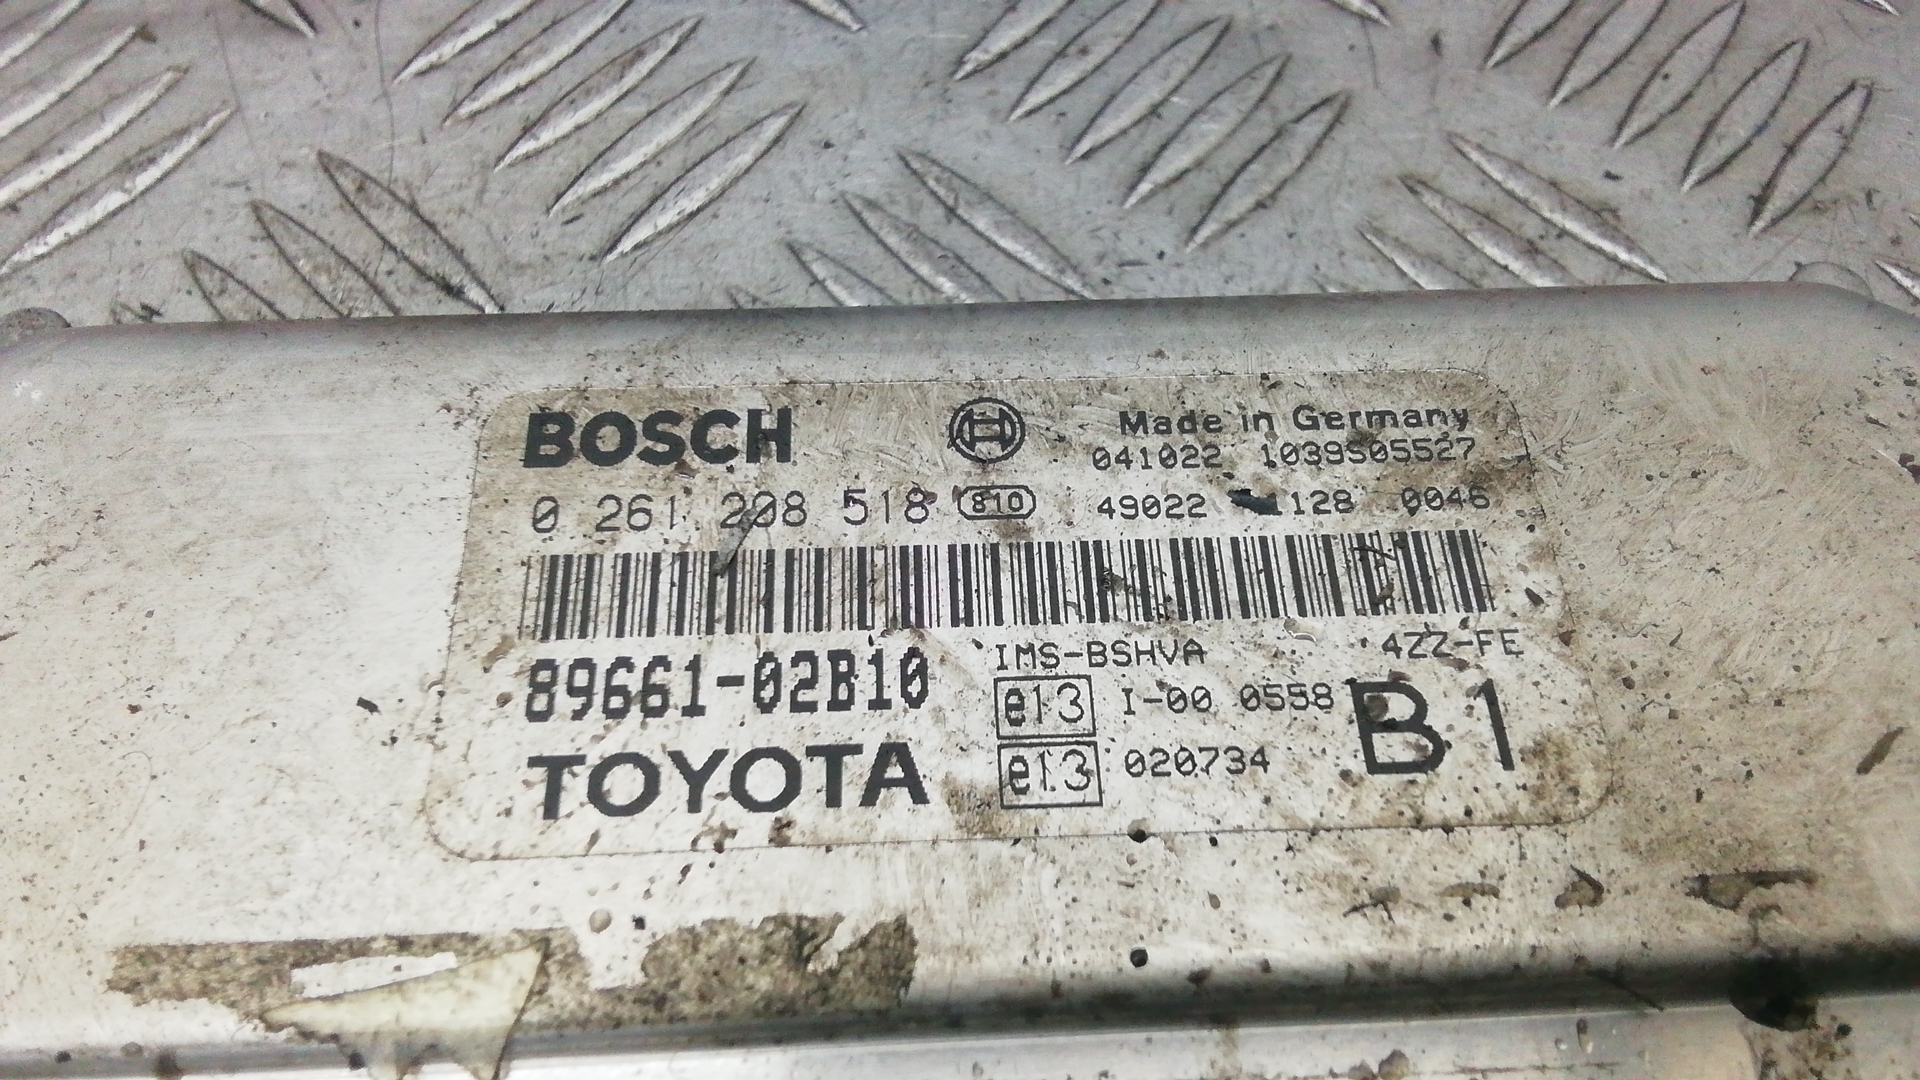 BOSCH
Made in Germany
041022 1039S05527
0 261 208 518 810 49022 1128 0046
89661-02B10
IMS-BSHVA 4ZZ-FE
e13 I-00 0558
B1
TOYOTA
e13 020734